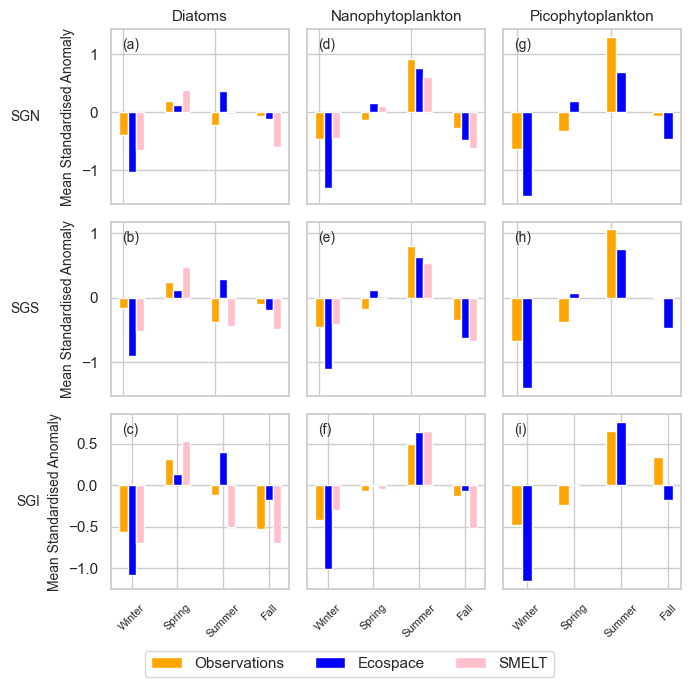 Diatoms Nanophytoplankton Picophytoplankton
SGN
Mean Standardised Anomaly
1
0
−1
(a) (d) (g)
SGS
Mean Standardised Anomaly
1
0
−1
(b) (e) (h)
SGI
Mean Standardised Anomaly
0.5
0.0
−0.5
−1.0
(c) (f) (i)
Winter Spring Summer Fall Winter Spring Summer Fall Winter Spring Summer Fall
Observations Ecospace SMELT